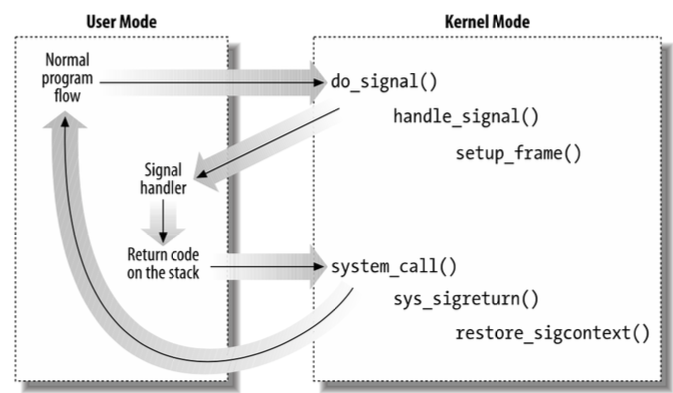 User Mode
Kernel Mode
Normal
program
flow
do_signal()
handle_signal()
setup_frame()
Signal
handler
Return code
on the stack
system_call()
sys_sigreturn()
restore_sigcontext()